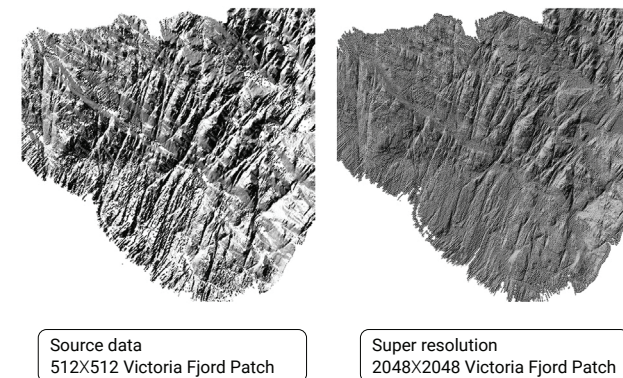 Source data
512X512 Victoria Fjord Patch
Super resolution
2048X2048 Victoria Fjord Patch